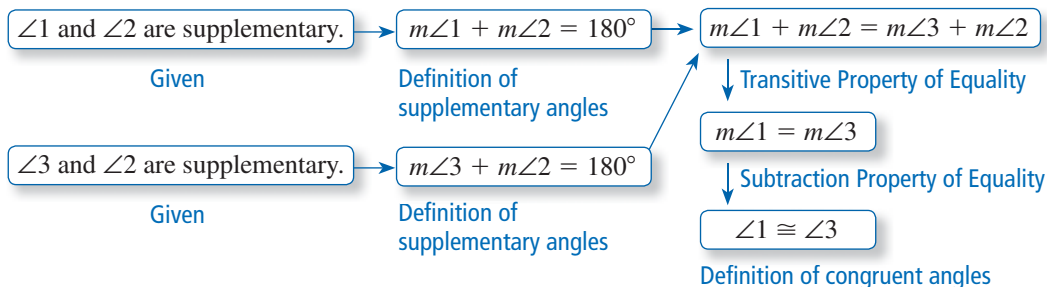 ∠1 and ∠2 are supplementary.
Given
m∠1 + m∠2 = 180°
Definition of
supplementary angles
∠3 and ∠2 are supplementary.
Given
m∠3 + m∠2 = 180°
Definition of
supplementary angles
m∠1 + m∠2 = m∠3 + m∠2
Transitive Property of Equality
m∠1 = m∠3
Subtraction Property of Equality
∠1 ≅ ∠3
Definition of congruent angles